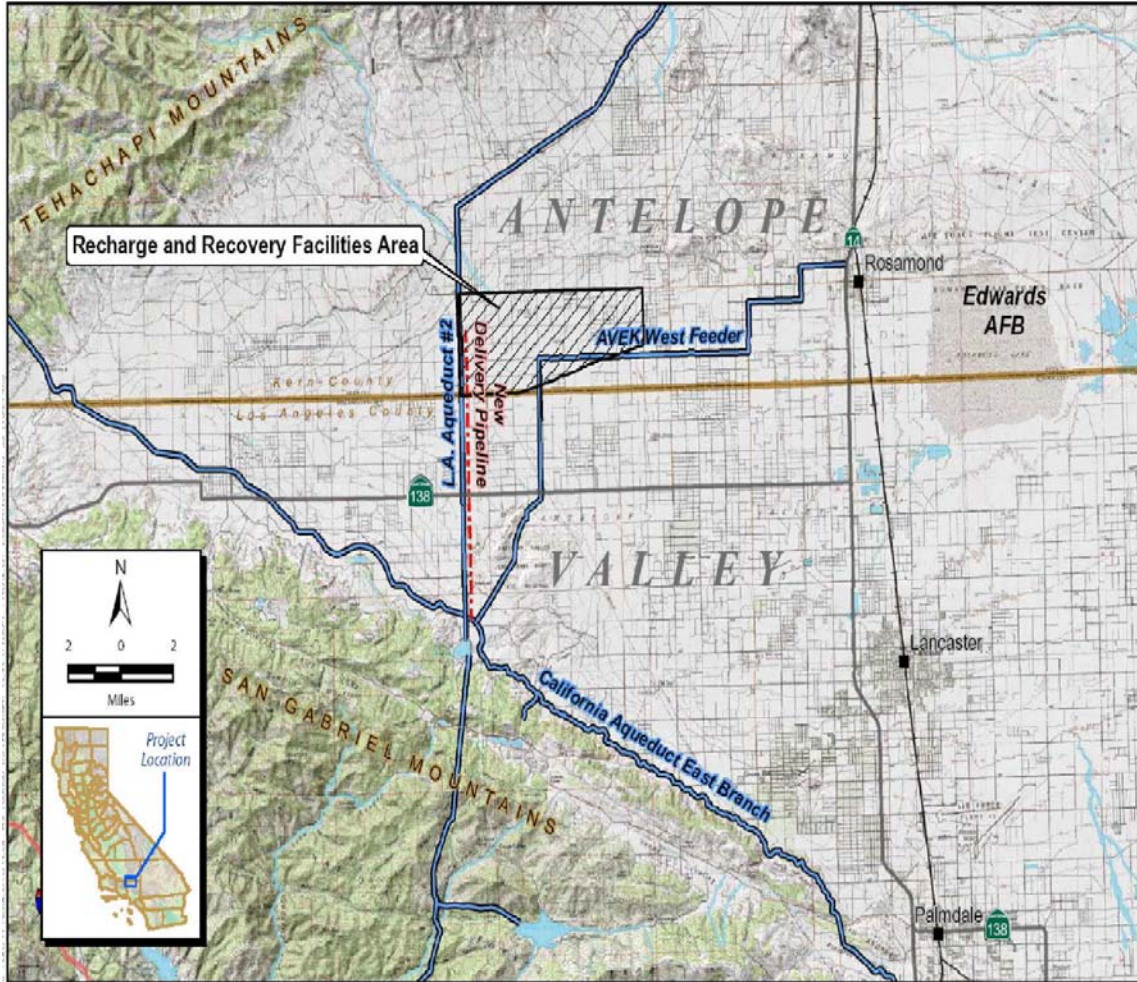 TEHACHAPI MOUNTAINS
ANTELOPE
Recharge and Recovery Facilities Area
14
Rosamond
Edwards
AFB
AVEK West Feeder
L.A. Aqueduct #2
New
Delivery Pipeline
Kern County
Los Angeles County
138
VALLEY
N
2 0 2
Miles
Project
Location
Lancaster
SAN GABRIEL MOUNTAINS
California Aqueduct East Branch
Palmdale
138